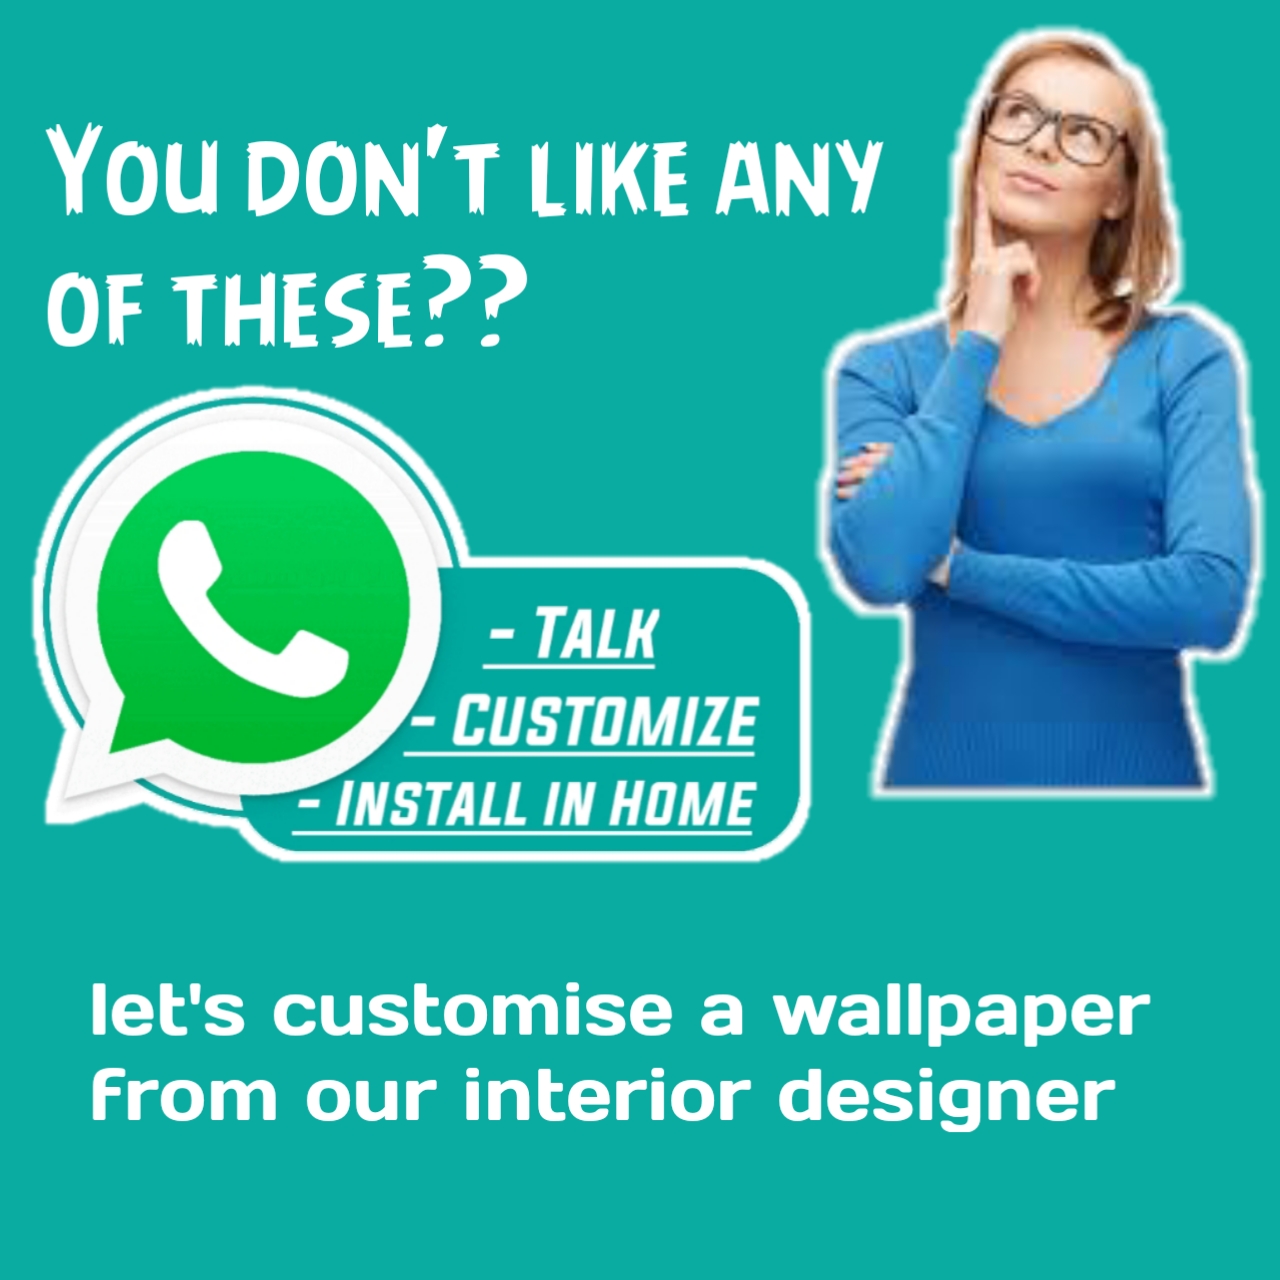 You don't like any
of these??
- Talk
- Customize
- Install in Home
let's customise a wallpaper
from our interior designer